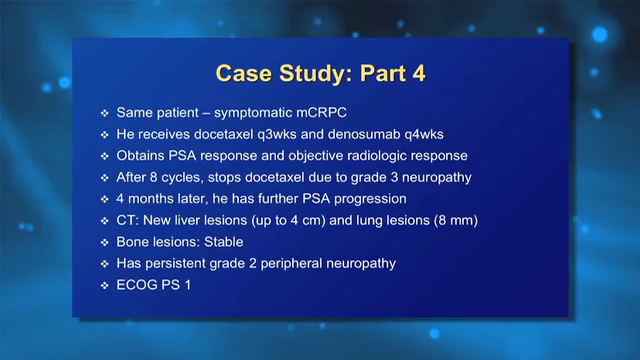 Case Study: Part 4
❖ Same patient – symptomatic mCRPC
❖ He receives docetaxel q3wks and denosumab q4wks
❖ Obtains PSA response and objective radiologic response
❖ After 8 cycles, stops docetaxel due to grade 3 neuropathy
❖ 4 months later, he has further PSA progression
❖ CT: New liver lesions (up to 4 cm) and lung lesions (8 mm)
❖ Bone lesions: Stable
❖ Has persistent grade 2 peripheral neuropathy
❖ ECOG PS 1